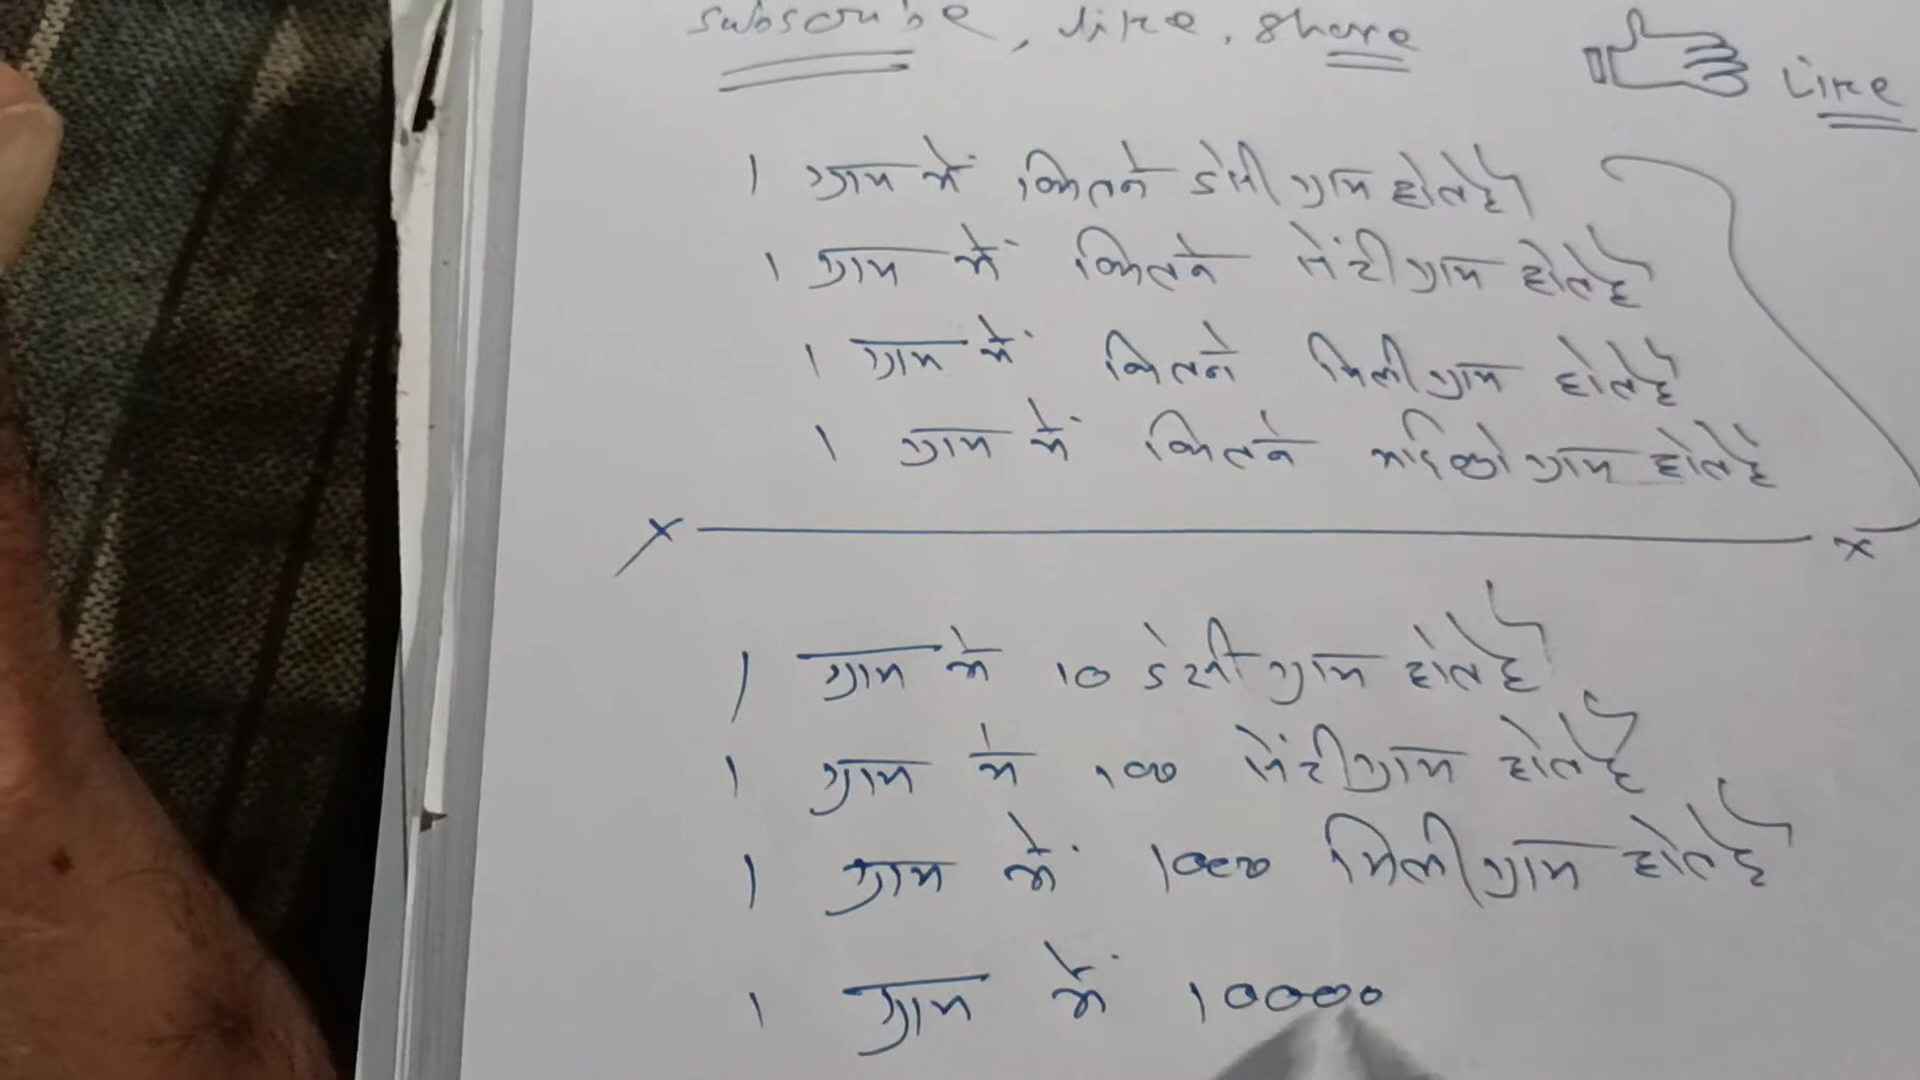 subscribe, like, share
Like
1 ग्राम में कितने डेसी ग्राम होते है
1 ग्राम में कितने सेंटी ग्राम होते है
1 ग्राम में कितने मिली ग्राम होते है
1 ग्राम में कितने ग्राम होते है
1 ग्राम मे 10 डेसी ग्राम होते है
1 ग्राम मे 100 सेंटी ग्राम होते है
1 ग्राम में 1000 मिली ग्राम होते है
1 ग्राम में 10000